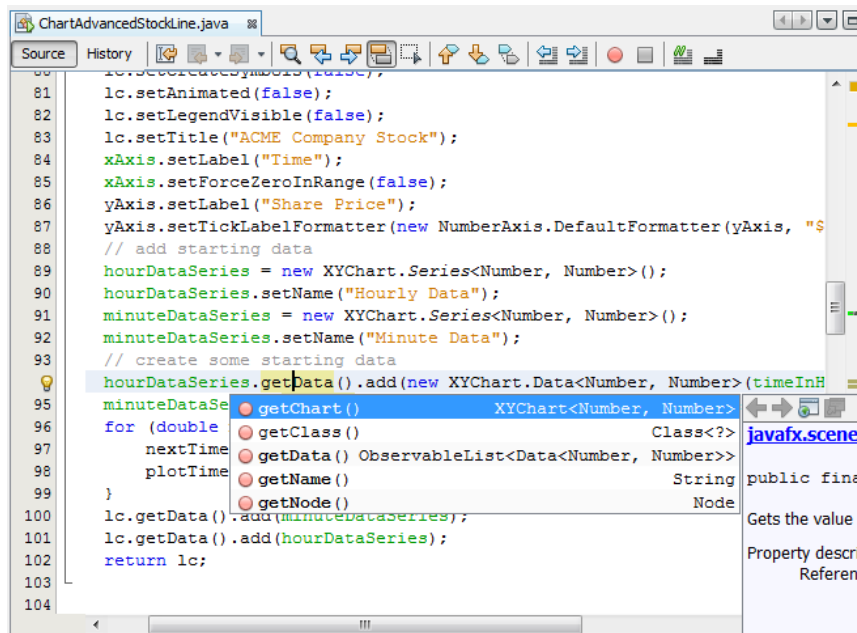 ChartAdvancedStockLine.java
Source History
80 lc.setCreateSymbols(false);
81 lc.setAnimated(false);
82 lc.setLegendVisible(false);
83 lc.setTitle("ACME Company Stock");
84 xAxis.setLabel("Time");
85 xAxis.setForceZeroInRange(false);
86 yAxis.setLabel("Share Price");
87 yAxis.setTickLabelFormatter(new NumberAxis.DefaultFormatter(yAxis, "$
88 // add starting data
89 hourDataSeries = new XYChart.Series<Number, Number>();
90 hourDataSeries.setName("Hourly Data");
91 minuteDataSeries = new XYChart.Series<Number, Number>();
92 minuteDataSeries.setName("Minute Data");
93 // create some starting data
hourDataSeries.getData().add(new XYChart.Data<Number, Number>(timeInH
95 minuteDataSe
96 for (double
97 nextTime
98 plotTime
99 }
100 lc.getData().add(minuteDataSeries);
101 lc.getData().add(hourDataSeries);
102 return lc;
103
104
getChart() XYChart<Number, Number>
getClass() Class<?>
getData() ObservableList<Data<Number, Number>>
getName() String
getNode() Node
javafx.scene
public fina
Gets the value
Property descri
Referen